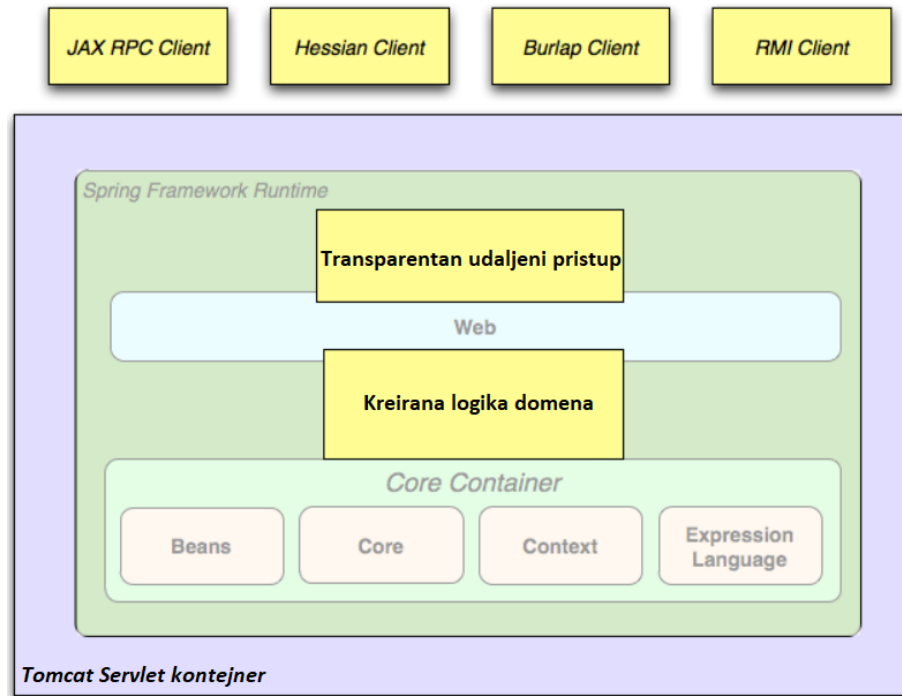 JAX RPC Client
Hessian Client
Burlap Client
RMI Client
Spring Framework Runtime
Transparentan udaljeni pristup
Web
Kreirana logika domena
Core Container
Beans
Core
Context
Expression
Language
Tomcat Servlet kontejner